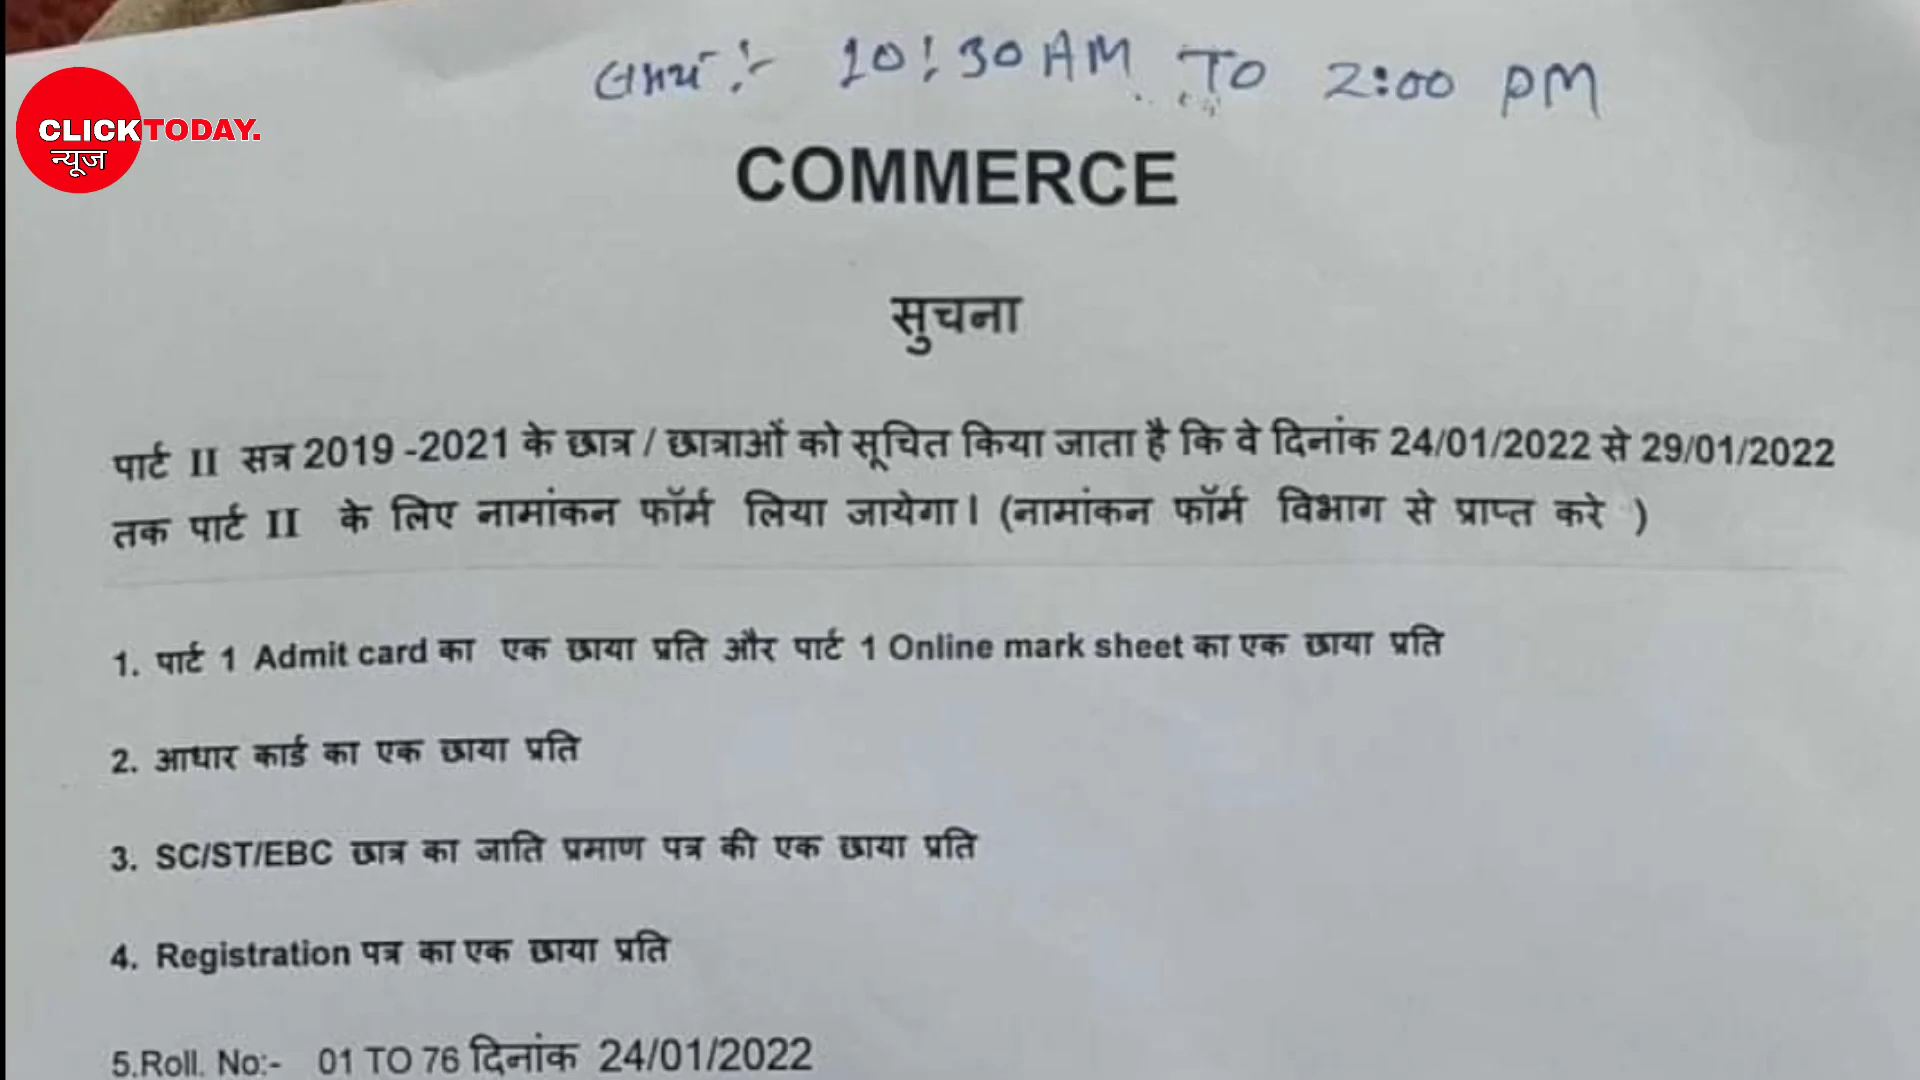 समय :- 10:30 AM TO 2:00 PM
CLICKTODAY.
न्यूज
COMMERCE
सुचना
पार्ट II सत्र 2019 -2021 के छात्र / छात्राओं को सूचित किया जाता है कि वे दिनांक 24/01/2022 से 29/01/2022
तक पार्ट II के लिए नामांकन फॉर्म लिया जायेगा। (नामांकन फॉर्म विभाग से प्राप्त करे )
1. पार्ट 1 Admit card का एक छाया प्रति और पार्ट 1 Online mark sheet का एक छाया प्रति
2. आधार कार्ड का एक छाया प्रति
3. SC/ST/EBC छात्र का जाति प्रमाण पत्र की एक छाया प्रति
4. Registration पत्र का एक छाया प्रति
5.Roll. No:- 01 TO 76 दिनांक 24/01/2022